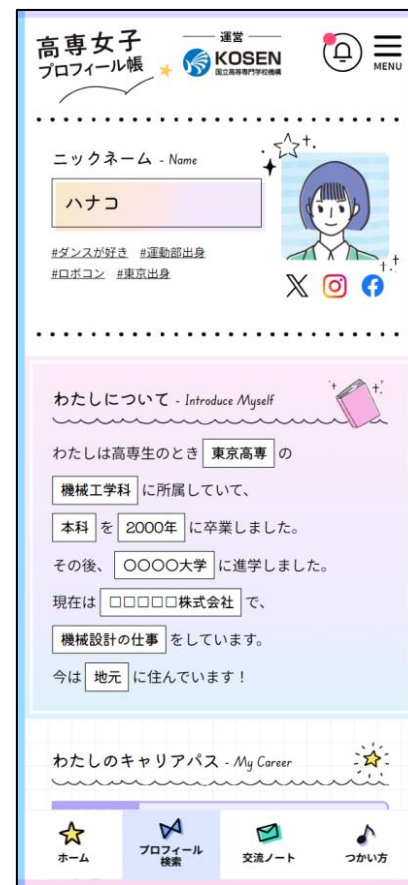 高専女子
プロフィール帳
運営
KOSEN
国立高等専門学校機構
MENU
ニックネーム - Name
ハナコ
#ダンスが好き #運動部出身
#ロボコン #東京出身
わたしについて - Introduce Myself
わたしは高専生のとき 東京高専 の
機械工学科 に所属していて、
本科 を 2000年 に卒業しました。
その後、 〇〇〇〇大学 に進学しました。
現在は □□□□□株式会社 で、
機械設計の仕事 をしています。
今は 地元 に住んでいます！
わたしのキャリアパス - My Career
ホーム
プロフィール
検索
交流ノート
つかい方